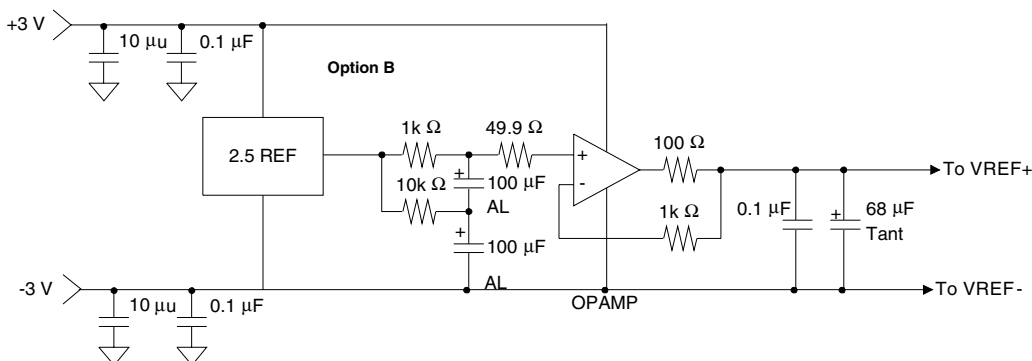 +3 V
10 μu
0.1 μF
Option B
2.5 REF
1k Ω
49.9 Ω
10k Ω
+
100 μF
AL
+
100 μF
AL
+
-
OPAMP
100 Ω
1k Ω
0.1 μF
+
68 μF
Tant
To VREF+
To VREF-
-3 V
10 μu
0.1 μF